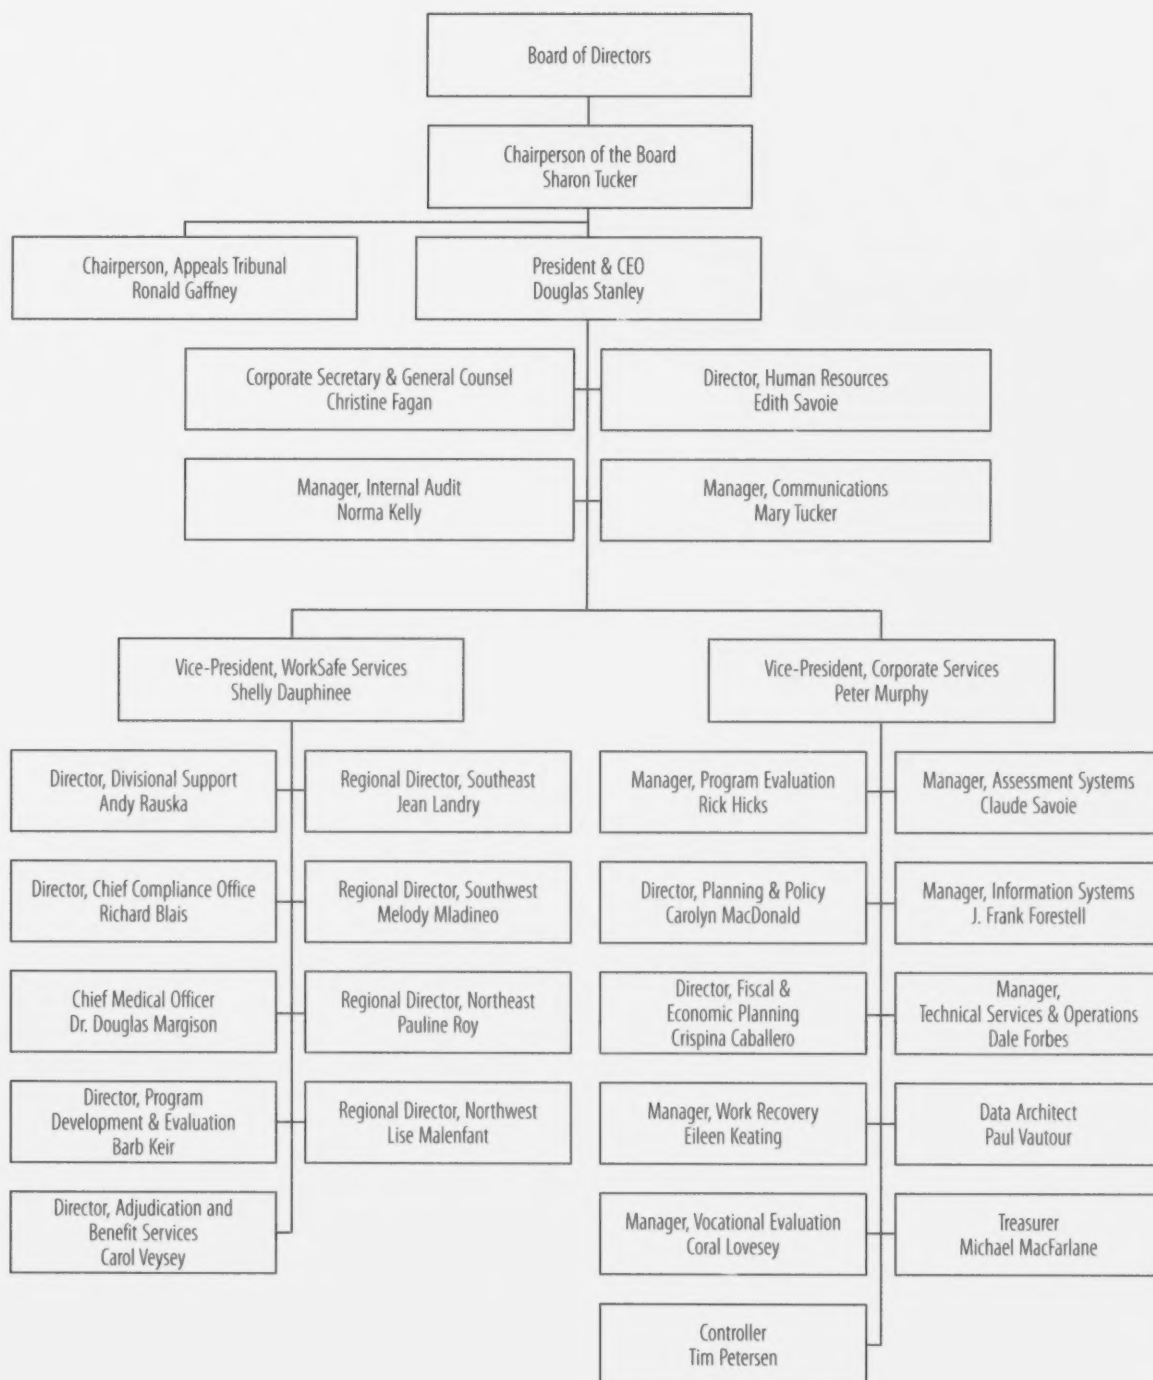 Board of Directors
Chairperson of the Board
Sharon Tucker
Chairperson, Appeals Tribunal
Ronald Gaffney
President & CEO
Douglas Stanley
Corporate Secretary & General Counsel
Christine Fagan
Director, Human Resources
Edith Savoie
Manager, Internal Audit
Norma Kelly
Manager, Communications
Mary Tucker
Vice-President, WorkSafe Services
Shelly Dauphinee
Vice-President, Corporate Services
Peter Murphy
Director, Divisional Support
Andy Rauska
Regional Director, Southeast
Jean Landry
Manager, Program Evaluation
Rick Hicks
Manager, Assessment Systems
Claude Savoie
Director, Chief Compliance Office
Richard Blais
Regional Director, Southwest
Melody Mladineo
Director, Planning & Policy
Carolyn MacDonald
Manager, Information Systems
J. Frank Forestell
Chief Medical Officer
Dr. Douglas Margison
Regional Director, Northeast
Pauline Roy
Director, Fiscal &
Economic Planning
Crispina Caballero
Manager,
Technical Services & Operations
Dale Forbes
Director, Program
Development & Evaluation
Barb Keir
Regional Director, Northwest
Lise Malenfant
Manager, Work Recovery
Eileen Keating
Data Architect
Paul Vautour
Director, Adjudication and
Benefit Services
Carol Veysey
Manager, Vocational Evaluation
Coral Lovesey
Treasurer
Michael MacFarlane
Controller
Tim Petersen